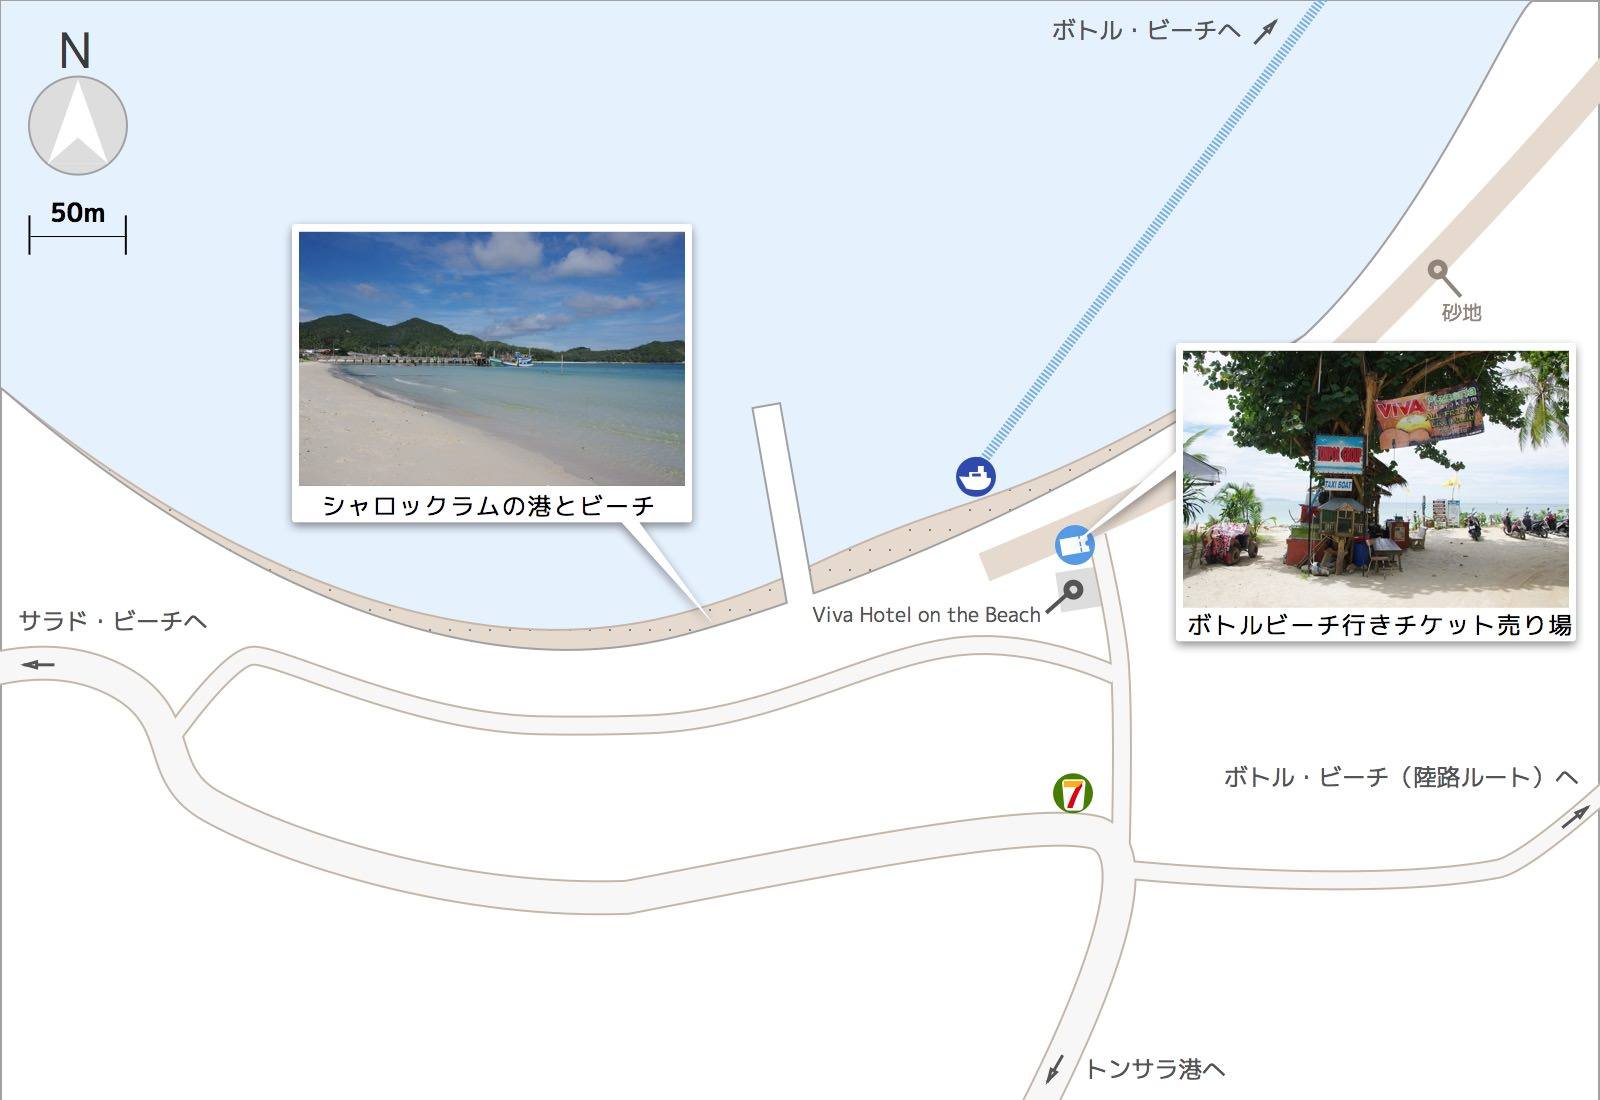 ボトル・ビーチへ
N
50m
砂地
VIVA
TAXI BOAT
シャロックラムの港とビーチ
サラド・ビーチへ
Viva Hotel on the Beach
ボトルビーチ行きチケット売り場
ボトル・ビーチ（陸路ルート）へ
7
トンサラ港へ